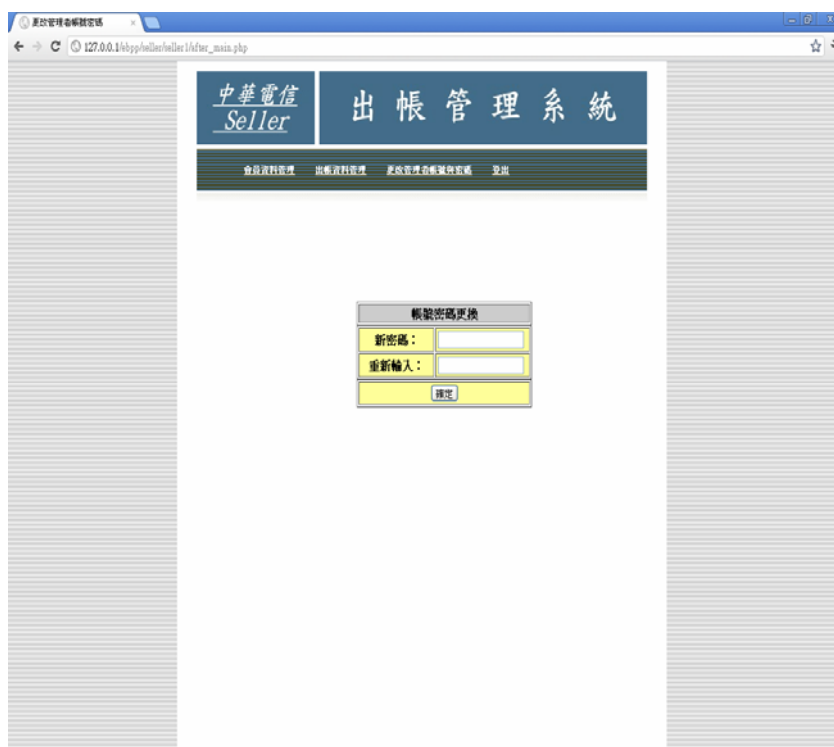 更改管理者帳號密碼
127.0.0.1/ebpp/seller/seller1/after_main.php
中華電信
Seller
出帳管理系統
會員資料管理 出帳資料管理 更改管理者帳號與密碼 登出
帳號密碼更換
新密碼：
重新輸入：
確定